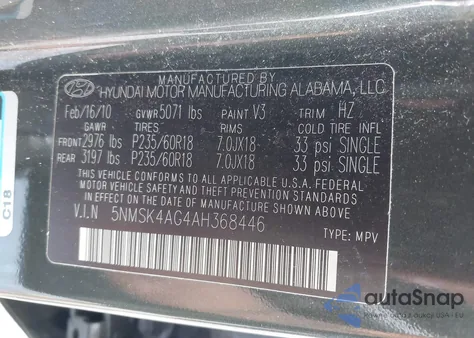 MANUFACTURED BY
HYUNDAI MOTOR MANUFACTURING ALABAMA, LLC
Feb/16/10 GVWR 5071 lbs PAINT V3 TRIM HZ
GAWR TIRES RIMS COLD TIRE INFL
FRONT 2976 lbs P235/60R18 7.0JX18 33 psi SINGLE
REAR 3197 lbs P235/60R18 7.0JX18 33 psi SINGLE
THIS VEHICLE CONFORMS TO ALL APPLICABLE U.S.A. FEDERAL
MOTOR VEHICLE SAFETY AND BUMPER STANDARDS
IN EFFECT ON THE DATE OF MANUFACTURE SHOWN ABOVE.
V.I.N 5NMSK4AG4AH368446
TYPE: MPV
C18
autoSnap